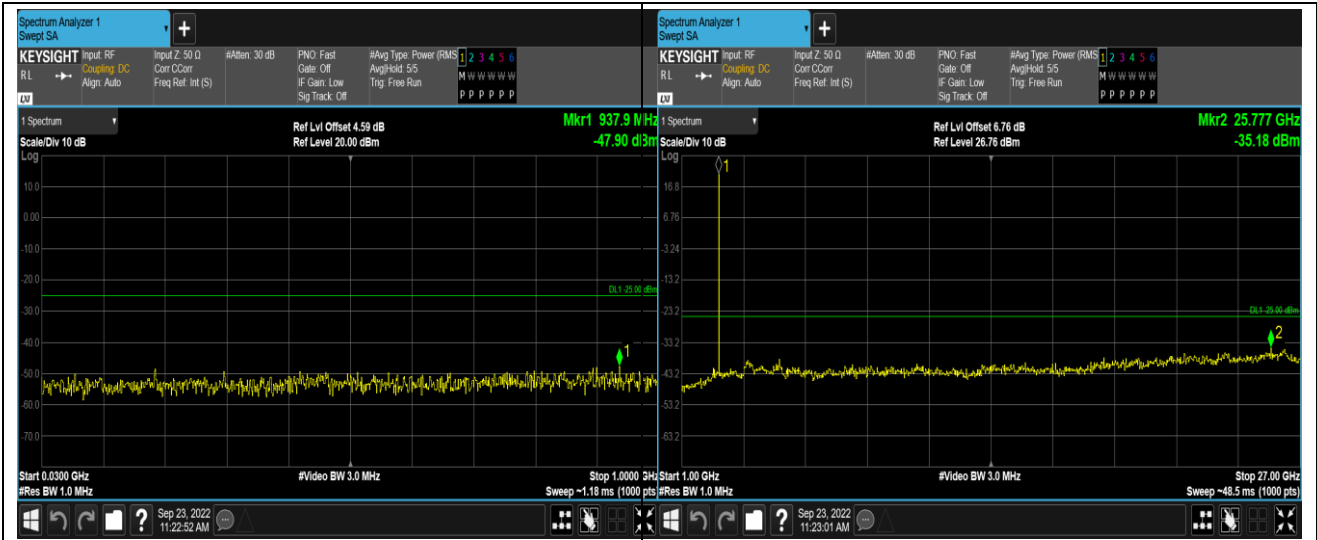 Spectrum Analyzer 1
Swept SA
+
KEYSIGHT Input: RF Input Z: 50 Ω #Atten: 30 dB PNO: Fast #Avg Type: Power (RMS 1 2 3 4 5 6
RL Coupling: DC Corr CCorr Gate: Off Avg|Hold: 5/5 M W W W W W
Align: Auto Freq Ref: Int (S) IF Gain: Low Trig: Free Run
LXI Sig Track: Off P P P P P P
1 Spectrum Ref Lvl Offset 4.59 dB Mkr1 937.9 MHz
Scale/Div 10 dB Ref Level 20.00 dBm -47.90 dBm
Log
10.0
0.00
-10.0
-20.0
DL1 -25.00 dBm
-30.0
-40.0
1
-50.0
-60.0
-70.0
Start 0.0300 GHz #Video BW 3.0 MHz Stop 1.0000 GHz
#Res BW 1.0 MHz Sweep ~1.18 ms (1000 pts)
? Sep 23, 2022
11:22:52 AM
Spectrum Analyzer 1
Swept SA
+
KEYSIGHT Input: RF Input Z: 50 Ω #Atten: 30 dB PNO: Fast #Avg Type: Power (RMS 1 2 3 4 5 6
RL Coupling: DC Corr CCorr Gate: Off Avg|Hold: 5/5 M W W W W W
Align: Auto Freq Ref: Int (S) IF Gain: Low Trig: Free Run
LXI Sig Track: Off P P P P P P
1 Spectrum Ref Lvl Offset 6.76 dB Mkr2 25.777 GHz
Scale/Div 10 dB Ref Level 26.76 dBm -35.18 dBm
Log
1
16.8
6.76
-3.24
-13.2
-23.2
DL1 -25.00 dBm
2
-33.2
-43.2
-53.2
-63.2
Start 1.00 GHz #Video BW 3.0 MHz Stop 27.00 GHz
#Res BW 1.0 MHz Sweep ~48.5 ms (1000 pts)
? Sep 23, 2022
11:23:01 AM